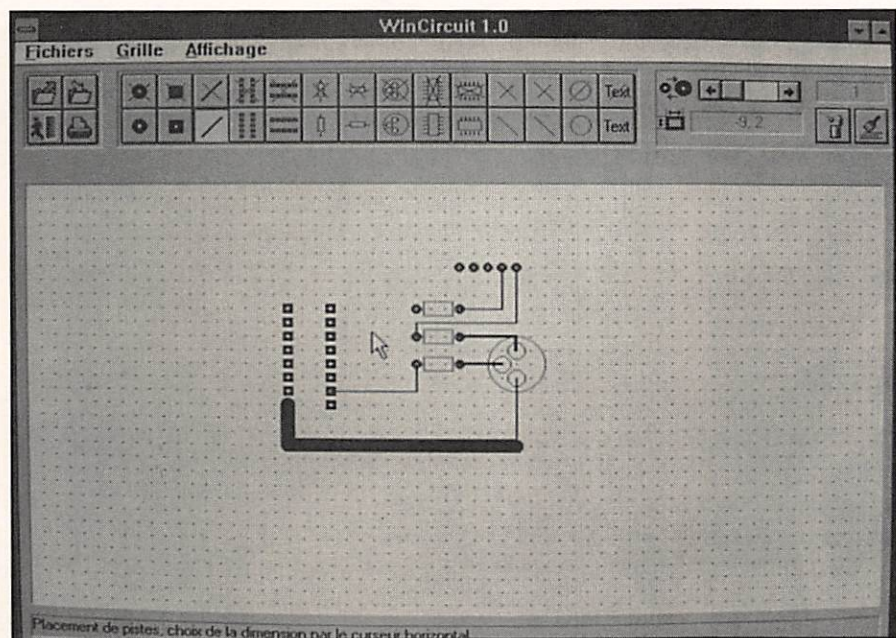 WinCircuit 1.0
Fichiers Grille Affichage
Text 1
Text -9, 2
Placement de pistes, choix de la dimension par le curseur horizontal